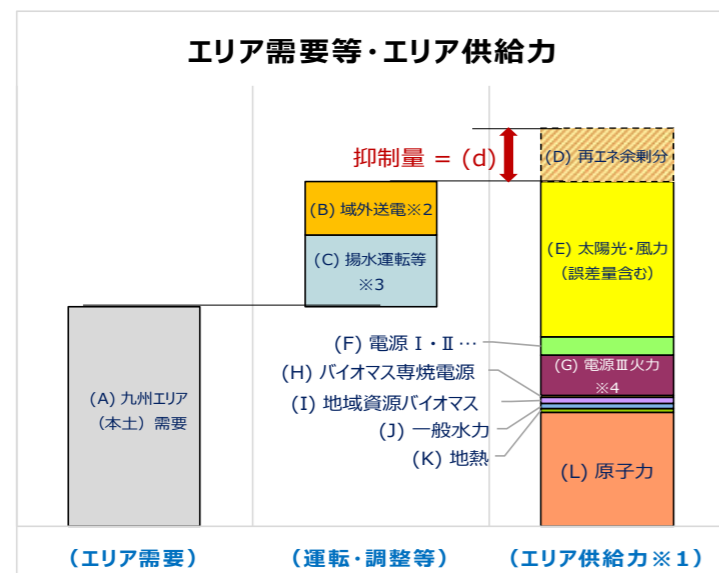 エリア需要等・エリア供給力
抑制量 = (d)
(D) 再エネ余剰分
(B) 域外送電※2
(C) 揚水運転等
※3
(E) 太陽光・風力
(誤差量含む)
(F) 電源 Ⅰ・Ⅱ…
(G) 電源Ⅲ火力
※4
(H) バイオマス専焼電源
(I) 地域資源バイオマス
(J) 一般水力
(K) 地熱
(A) 九州エリア
(本土) 需要
(L) 原子力
(エリア需要)
(運転・調整等)
(エリア供給力※1)